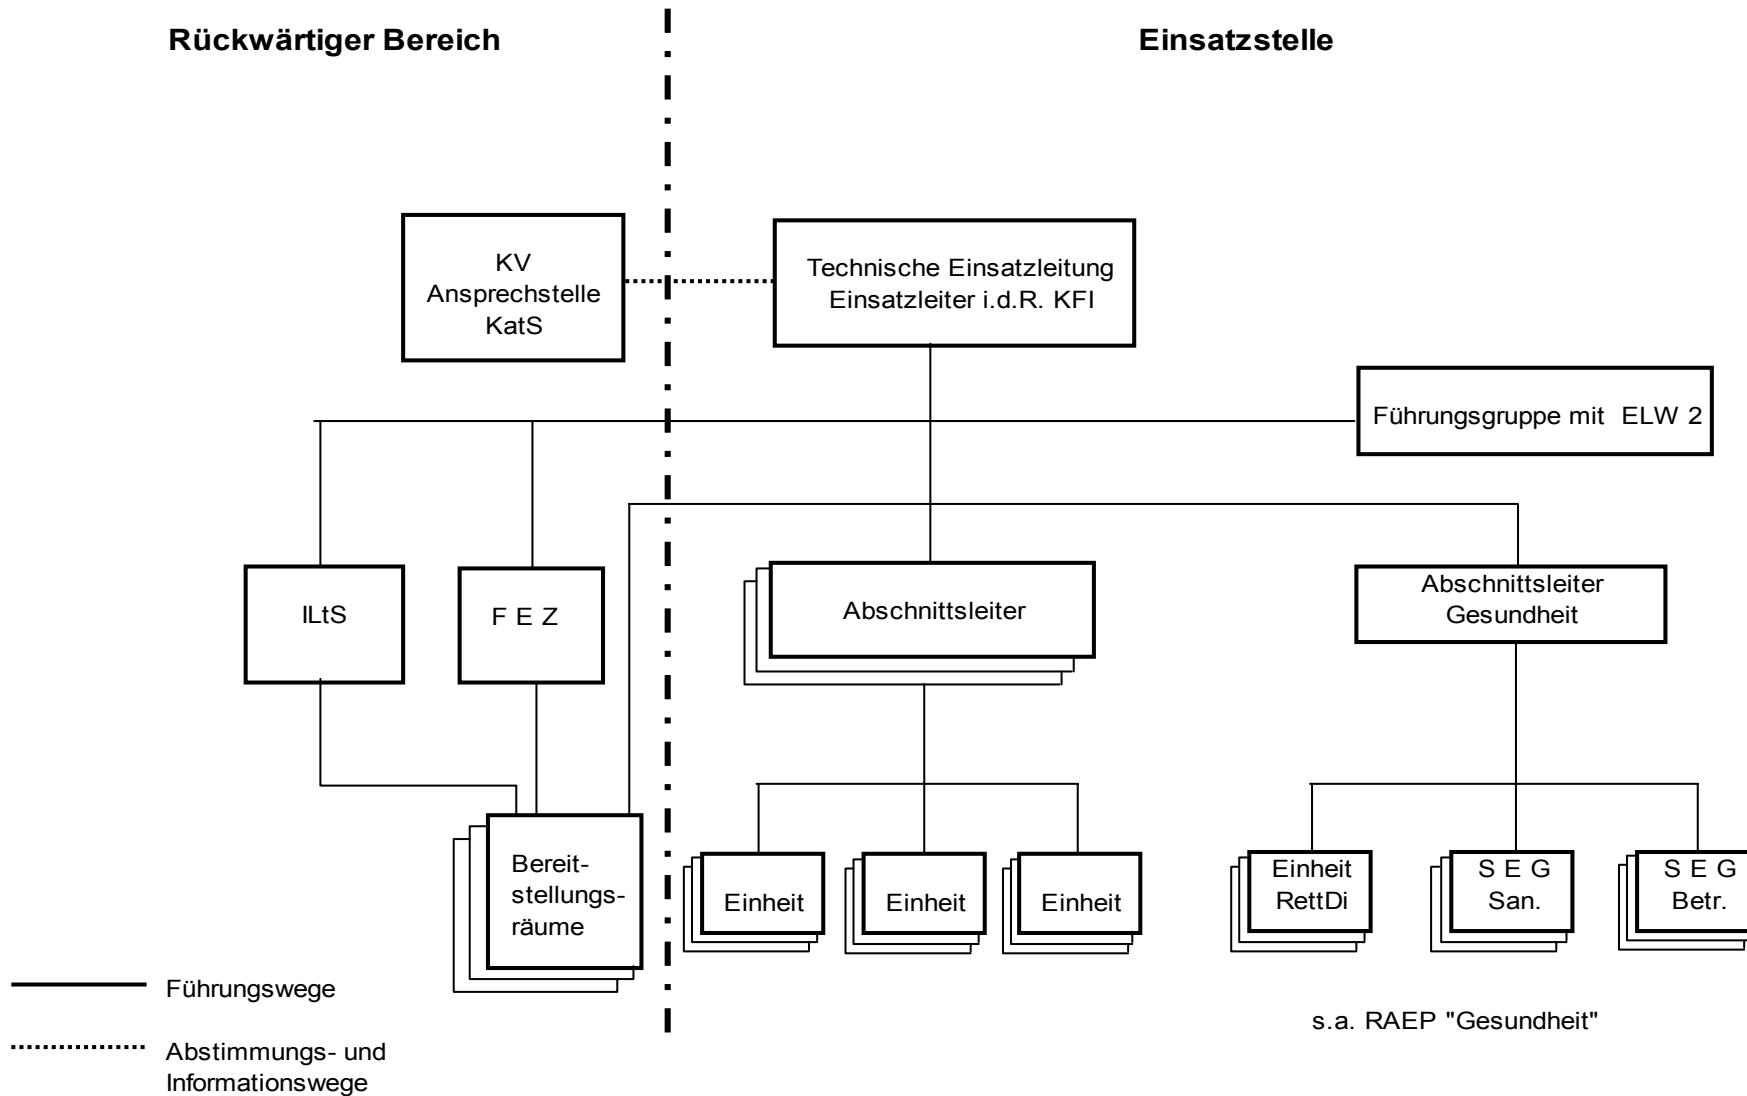 Rückwärtiger Bereich
Einsatzstelle
KV
Ansprechstelle
KatS
Technische Einsatzleitung
Einsatzleiter i.d.R. KFI
Führungsgruppe mit ELW 2
ILtS
F E Z
Abschnittsleiter
Abschnittsleiter
Gesundheit
Bereit-
stellungs-
räume
Einheit
Einheit
Einheit
Einheit
RettDi
S E G
San.
S E G
Betr.
Führungswege
s.a. RAEP "Gesundheit"
Abstimmungs- und
Informationswege